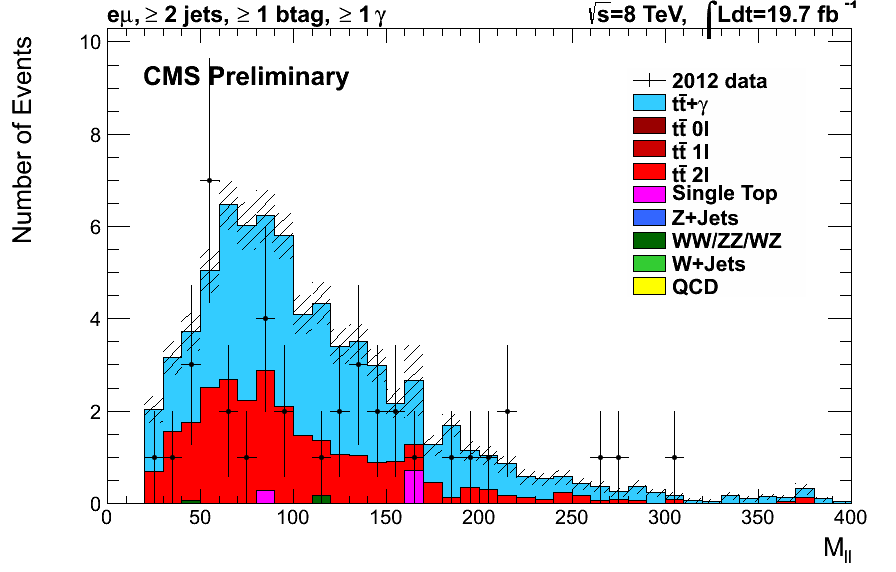 eμ, ≥ 2 jets, ≥ 1 btag, ≥ 1 γ
√s=8 TeV, ∫Ldt=19.7 fb⁻¹
Number of Events
10
8
6
4
2
0
CMS Preliminary
2012 data
tt̄+γ
tt̄ 0l
tt̄ 1l
tt̄ 2l
Single Top
Z+Jets
WW/ZZ/WZ
W+Jets
QCD
0 50 100 150 200 250 300 350 400
M_ll